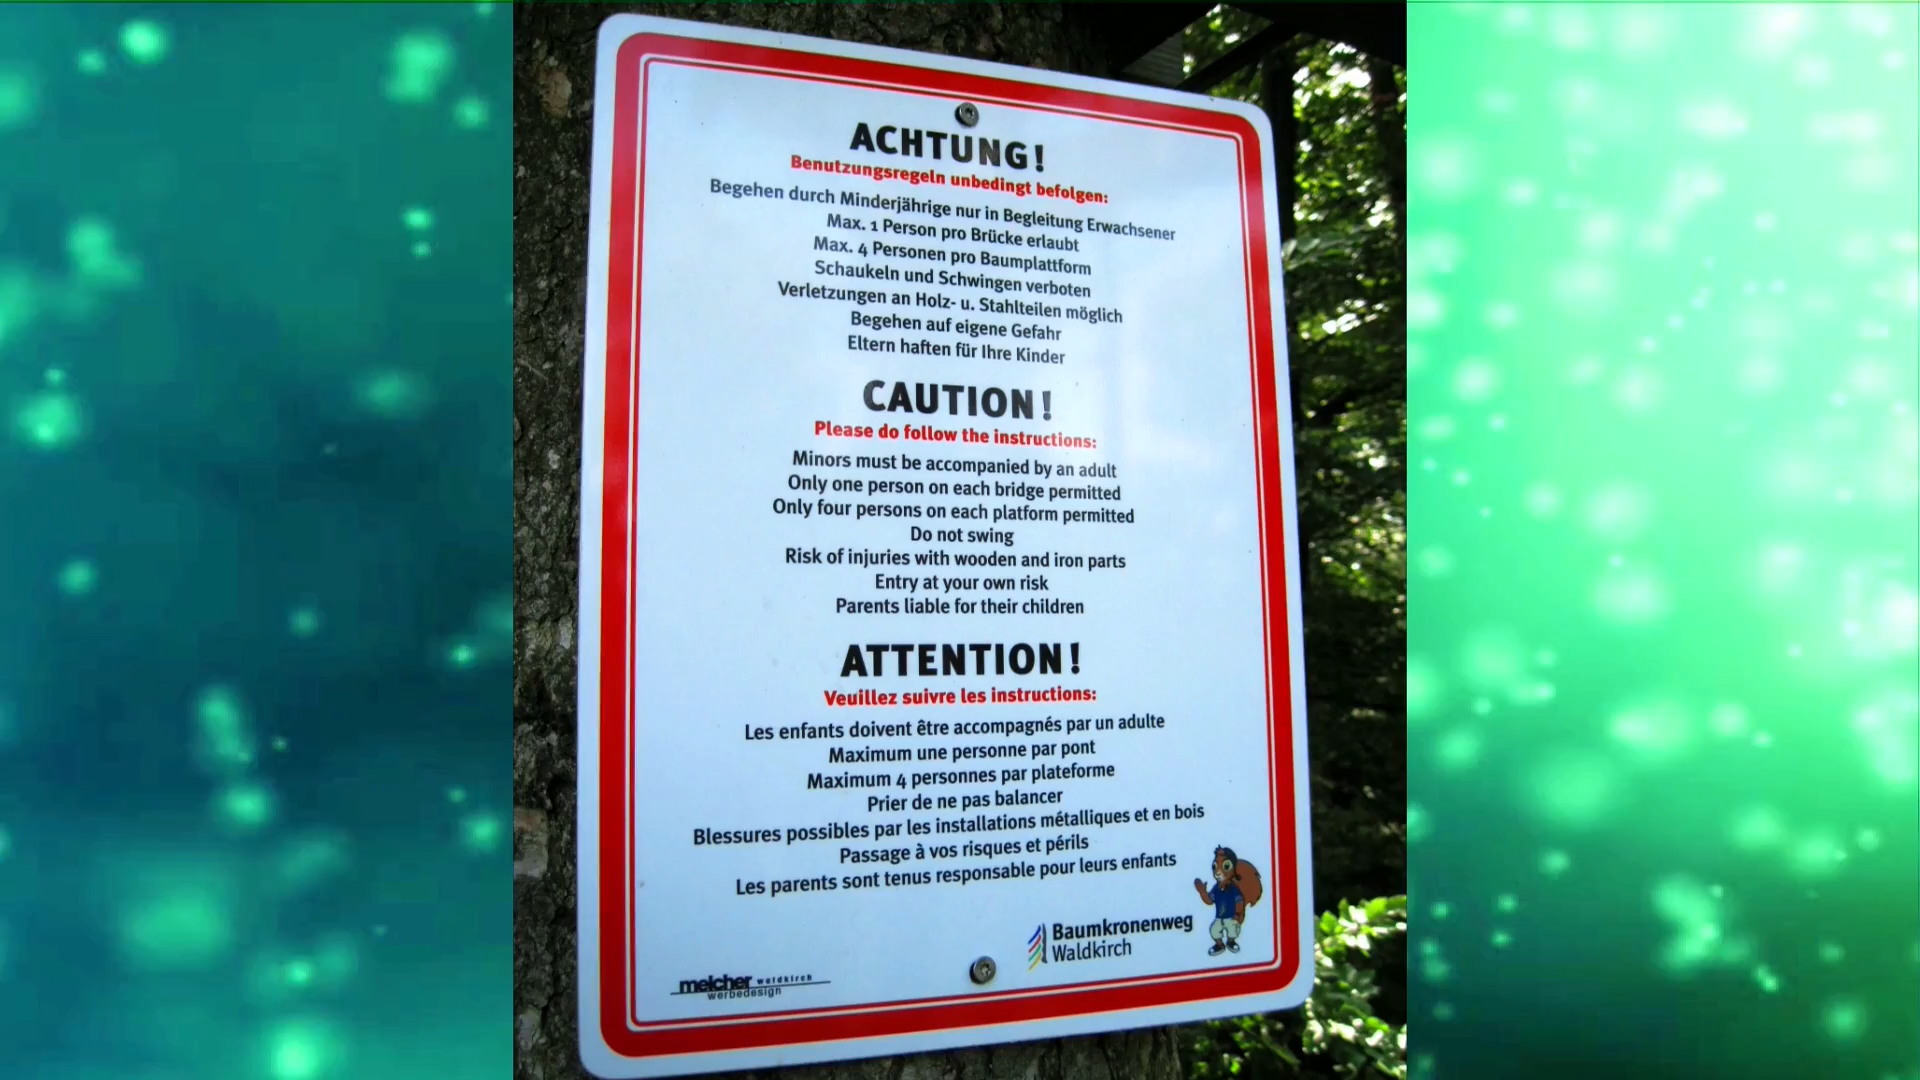 ACHTUNG!
Benutzungsregeln unbedingt befolgen:
Begehen durch Minderjährige nur in Begleitung Erwachsener
Max. 1 Person pro Brücke erlaubt
Max. 4 Personen pro Baumplattform
Schaukeln und Schwingen verboten
Verletzungen an Holz- u. Stahlteilen möglich
Begehen auf eigene Gefahr
Eltern haften für Ihre Kinder
CAUTION!
Please do follow the instructions:
Minors must be accompanied by an adult
Only one person on each bridge permitted
Only four persons on each platform permitted
Do not swing
Risk of injuries with wooden and iron parts
Entry at your own risk
Parents liable for their children
ATTENTION!
Veuillez suivre les instructions:
Les enfants doivent être accompagnés par un adulte
Maximum une personne par pont
Maximum 4 personnes par plateforme
Prier de ne pas balancer
Blessures possibles par les installations métalliques et en bois
Passage à vos risques et périls
Les parents sont tenus responsable pour leurs enfants
Baumkronenweg
Waldkirch
melcher waldkirch
werbedesign